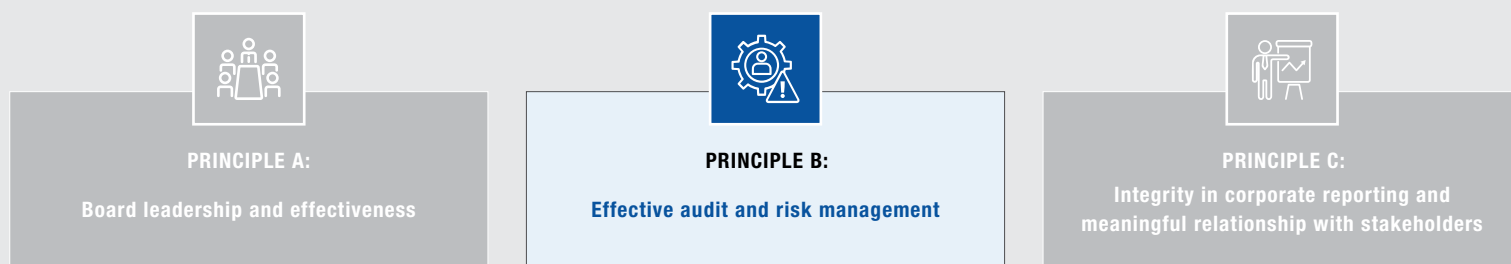 PRINCIPLE A:
Board leadership and effectiveness
PRINCIPLE B:
Effective audit and risk management
PRINCIPLE C:
Integrity in corporate reporting and
meaningful relationship with stakeholders